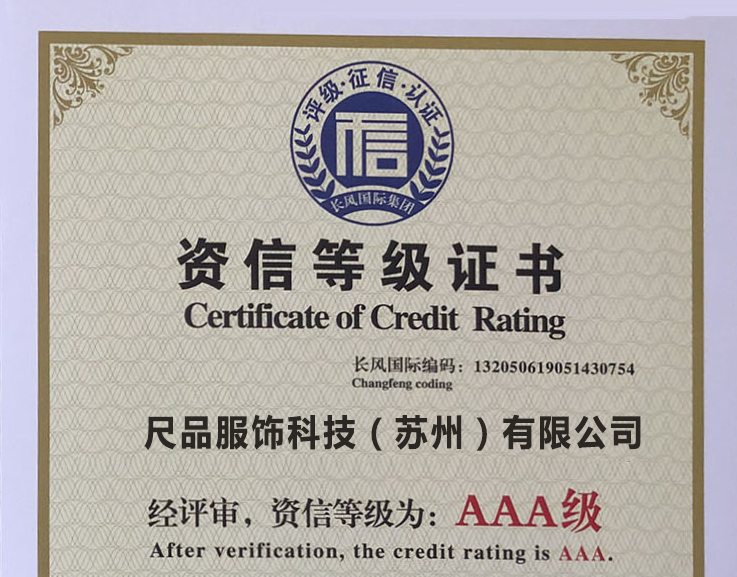 评级·征信·认证
信
长风国际集团
资信等级证书
Certificate of Credit Rating
长风国际编码：132050619051430754
Changfeng coding
尺品服饰科技（苏州）有限公司
经评审，资信等级为：AAA级
After verification, the credit rating is AAA.